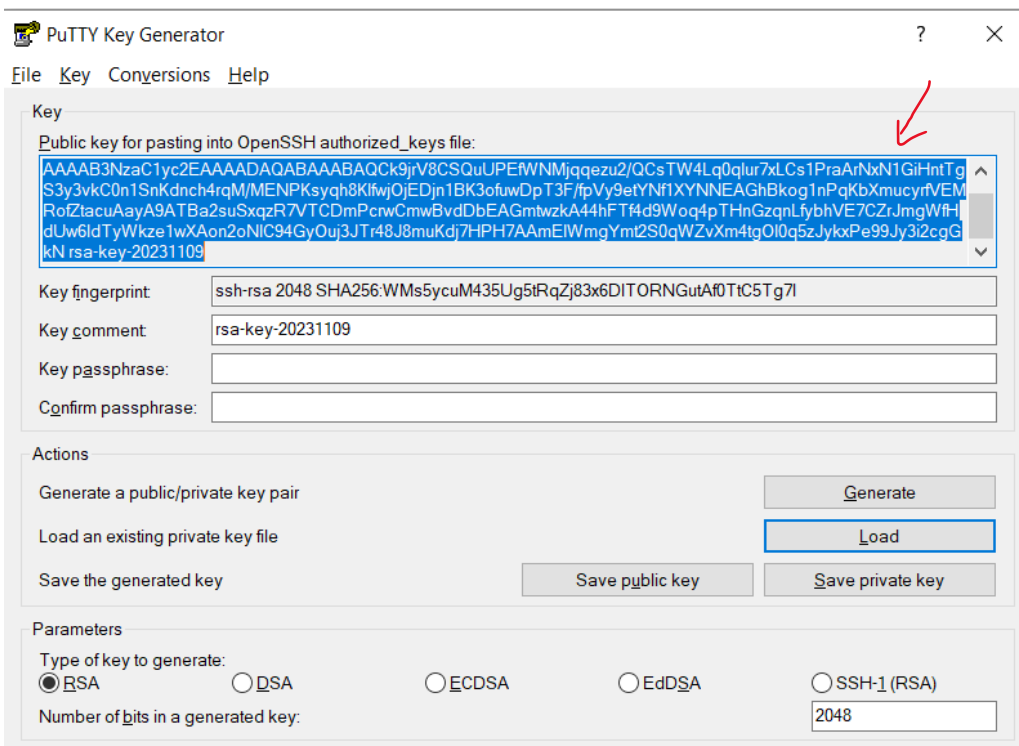 PuTTY Key Generator
? 
File Key Conversions Help
Key
Public key for pasting into OpenSSH authorized_keys file:
AAAAB3NzaC1yc2EAAAADAQABAAABAQCk9jrV8CSQuUPEfWNMjqqezu2/QCsTW4Lq0qlur7xLCs1PraArNxN1GiHntTg
S3y3vkC0n1SnKdnch4rqM/MENPKsyqh8KlfwjOjEDjn1BK3ofuwDpT3F/fpVy9etYNf1XYNNEAGhBkog1nPqKbXmucyrfVEM
RofZtacuAayA9ATBa2suSxqzR7VTCDmPcrwCmwBvdDbEAGmtwzkA44hFTf4d9Woq4pTHnGzqnLfybhVE7CZrJmgWfH
dUw6ldTyWkze1wXAon2oNlC94GyOuj3JTr48J8muKdj7HPH7AAmElWmgYmt2S0qWZvXm4tgOl0q5zJykxPe99Jy3i2cgG
kN rsa-key-20231109
Key fingerprint: ssh-rsa 2048 SHA256:WMs5ycuM435Ug5tRqZj83x6DITORNGutAf0TtC5Tg7I
Key comment: rsa-key-20231109
Key passphrase:
Confirm passphrase:
Actions
Generate a public/private key pair Generate
Load an existing private key file Load
Save the generated key Save public key Save private key
Parameters
Type of key to generate:
RSA DSA ECDSA EdDSA SSH-1 (RSA)
Number of bits in a generated key: 2048